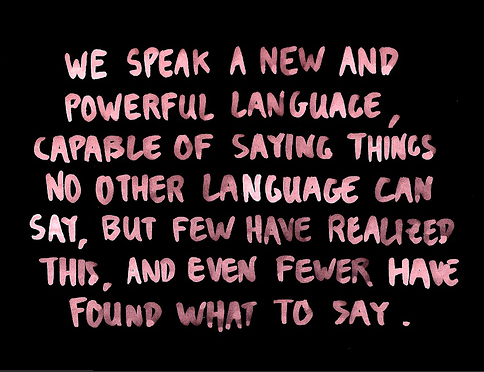 WE SPEAK A NEW AND
POWERFUL LANGUAGE,
CAPABLE OF SAYING THINGS
NO OTHER LANGUAGE CAN
SAY, BUT FEW HAVE REALIZED
THIS, AND EVEN FEWER HAVE
FOUND WHAT TO SAY.